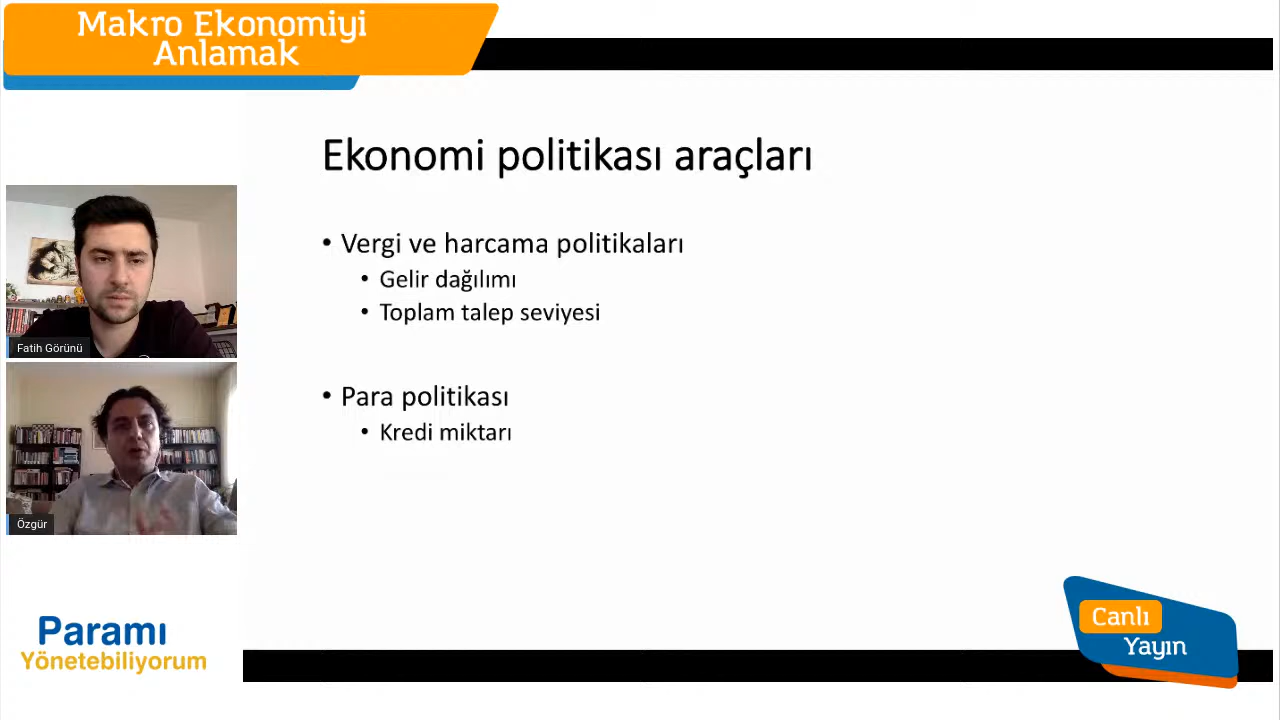 Makro Ekonomiyi
Anlamak
Ekonomi politikası araçları
• Vergi ve harcama politikaları
• Gelir dağılımı
• Toplam talep seviyesi
• Para politikası
• Kredi miktarı
Fatih Görünü
Özgür
Paramı
Yönetebiliyorum
Canlı
Yayın